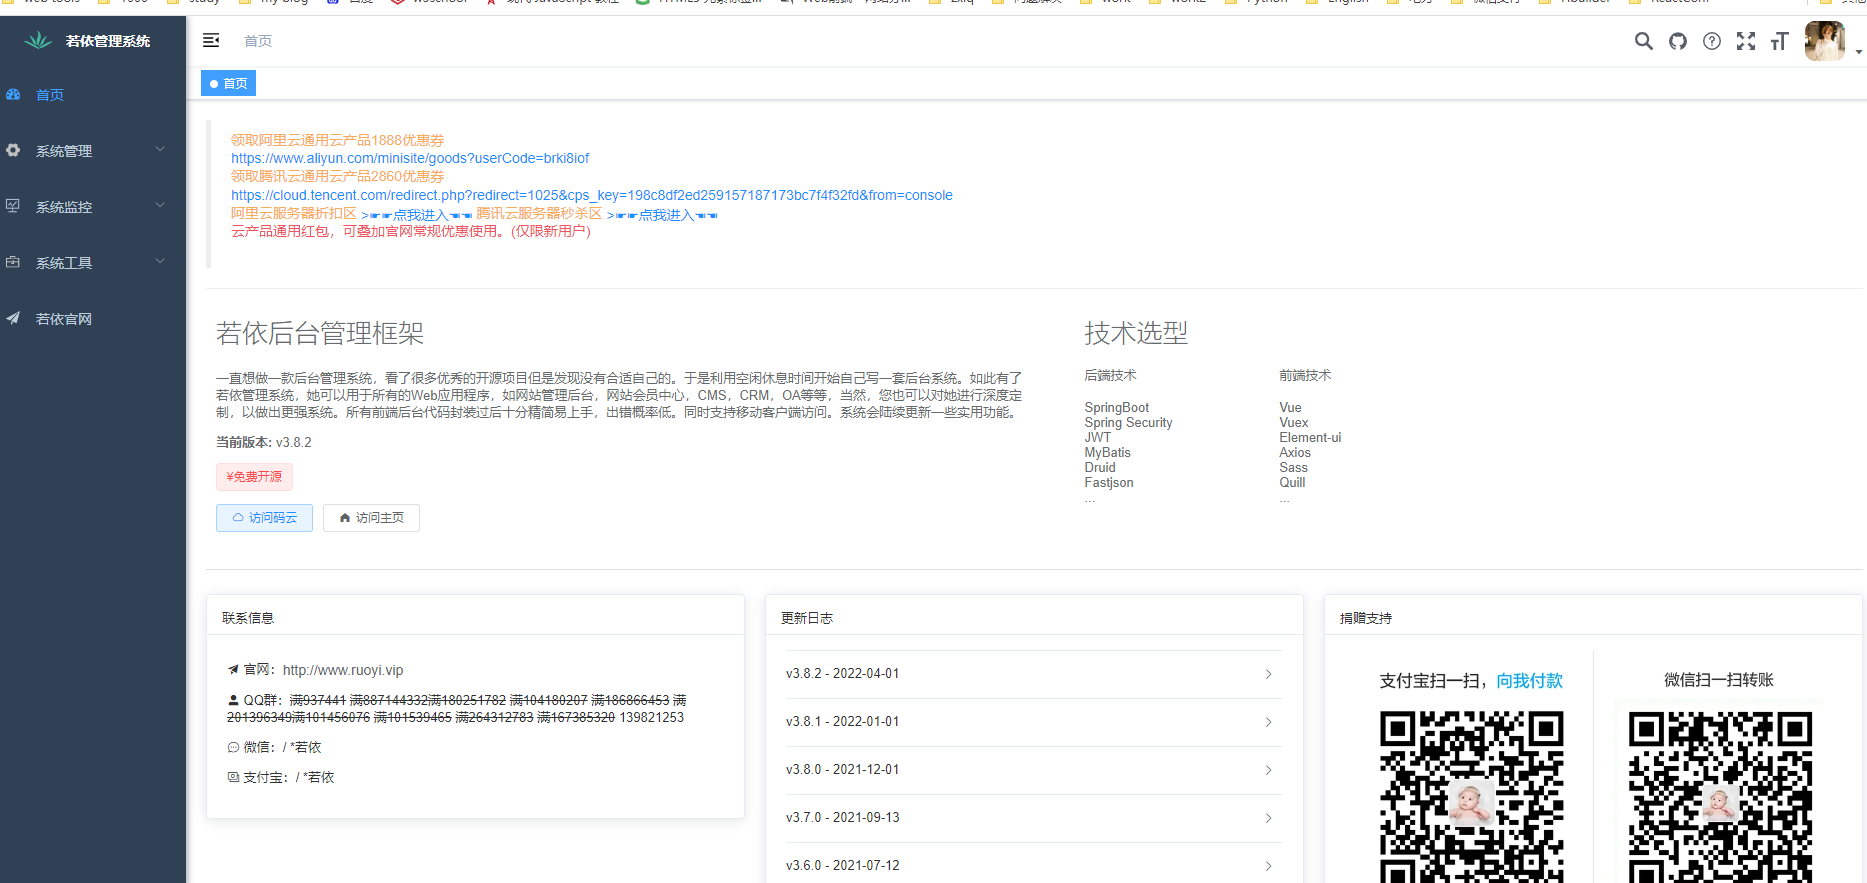 若依管理系统
首页
系统管理
系统监控
系统工具
若依官网
首页
首页
领取阿里云通用云产品1888优惠券
https://www.aliyun.com/minisite/goods?userCode=brki8iof
领取腾讯云通用云产品2860优惠券
https://cloud.tencent.com/redirect.php?redirect=1025&cps_key=198c8df2ed259157187173bc7f4f32fd&from=console
阿里云服务器折扣区 >☛☛点我进入☚☚ 腾讯云服务器秒杀区 >☛☛点我进入☚☚
云产品通用红包，可叠加官网常规优惠使用。(仅限新用户)
若依后台管理框架
一直想做一款后台管理系统，看了很多优秀的开源项目但是发现没有合适自己的。于是利用空闲休息时间开始自己写一套后台系统。如此有了
若依管理系统，她可以用于所有的Web应用程序，如网站管理后台，网站会员中心，CMS，CRM，OA等等，当然，您也可以对她进行深度定
制，以做出更强系统。所有前端后台代码封装过后十分精简易上手，出错概率低。同时支持移动客户端访问。系统会陆续更新一些实用功能。
当前版本: v3.8.2
¥免费开源
访问码云
访问主页
技术选型
后端技术
SpringBoot
Spring Security
JWT
MyBatis
Druid
Fastjson
...
前端技术
Vue
Vuex
Element-ui
Axios
Sass
Quill
...
联系信息
官网：http://www.ruoyi.vip
QQ群：满937441 满887144332满180251782 满104180207 满186866453 满
201396349满101456076 满101539465 满264312783 满167385320 139821253
微信：/ *若依
支付宝：/ *若依
更新日志
v3.8.2 - 2022-04-01
v3.8.1 - 2022-01-01
v3.8.0 - 2021-12-01
v3.7.0 - 2021-09-13
v3.6.0 - 2021-07-12
捐赠支持
支付宝扫一扫，向我付款
微信扫一扫转账